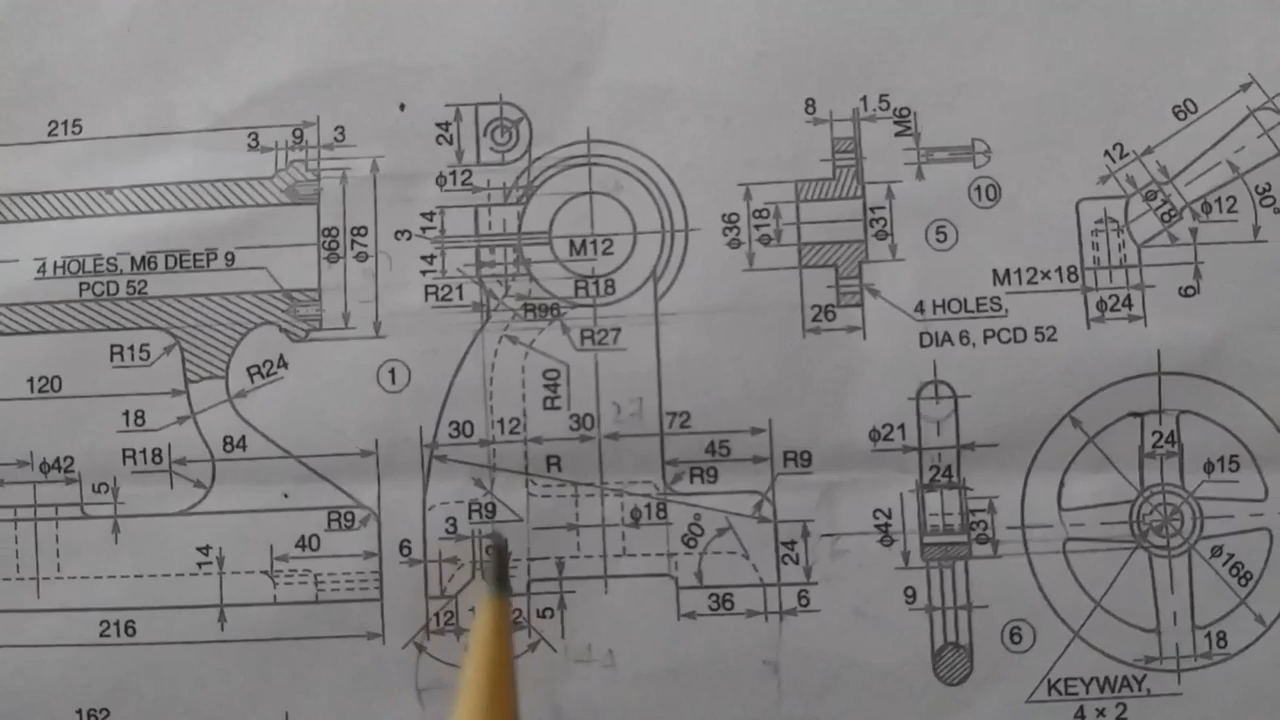 215
3
9
3
ϕ68
ϕ78
4 HOLES, M6 DEEP 9
PCD 52
R15
R24
120
18
84
R18
ϕ42
5
R9
40
14
216
162
1
24
ϕ12
14
3
14
M12
R21
R18
R96
R27
R40
30
12
30
72
45
R
R9
R9
R9
3
ϕ18
60°
24
6
12
5
36
6
8
1.5
M6
10
ϕ36
ϕ18
ϕ31
5
26
4 HOLES,
DIA 6, PCD 52
60
12
ϕ18
ϕ12
30°
M12×18
6
ϕ24
ϕ21
24
ϕ42
ϕ31
9
6
24
ϕ15
ϕ168
18
KEYWAY,
4 × 2